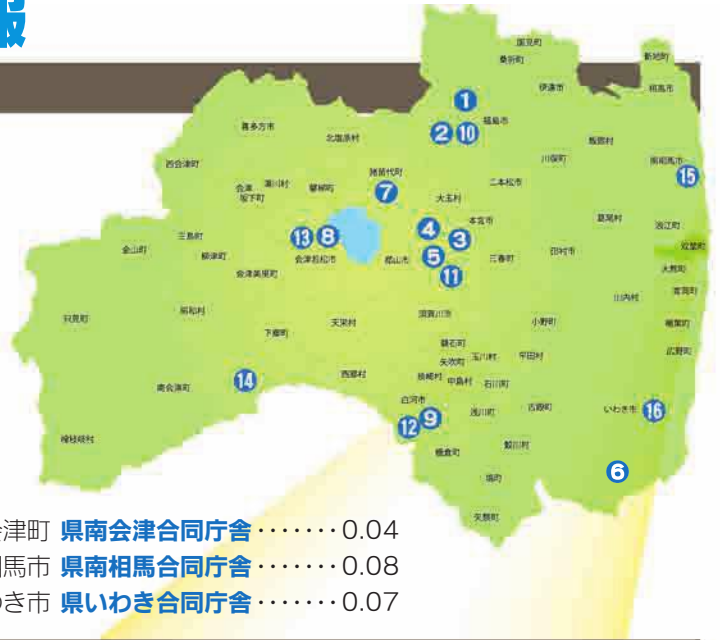 報
国見町
桑折町
新地町
伊達市
相馬市
❶
福島市
喜多方市
❷ ❿
北塩原村
飯舘村
川俣町
西会津町
猪苗代町
南相馬市
⓯
会津坂下町
湯川村
磐梯町
❼
二本松市
大玉村
本宮市
葛尾村
浪江町
三島町
⓭ ❽
❹
❸
双葉町
金山町
柳津町
会津若松市
郡山市
❺
三春町
田村市
大熊町
会津美里町
⓫
川内村
富岡町
只見町
昭和村
天栄村
須賀川市
小野町
楢葉町
下郷町
鏡石町
広野町
矢吹町
玉川村
平田村
⓮
西郷村
泉崎村
中島村
石川町
南会津町
白河市
古殿町
いわき市
⓰
⓬ ❾
浅川町
檜枝岐村
棚倉町
鮫川村
❻
塙町
矢祭町
会津町 県南会津合同庁舎・・・・・・・0.04
相馬市 県南相馬合同庁舎・・・・・・・0.08
わき市 県いわき合同庁舎・・・・・・・0.07